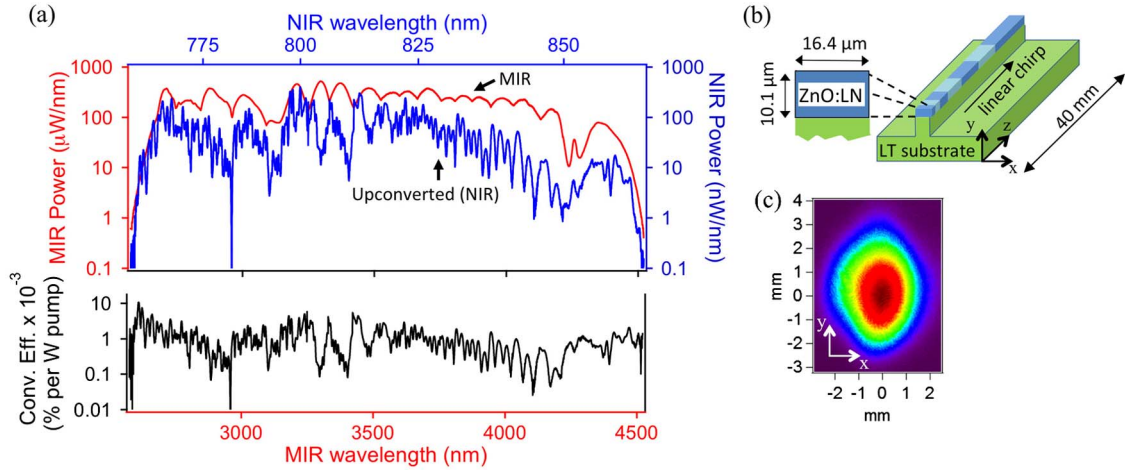 (a)
NIR wavelength (nm)
775 800 825 850
1000
100
10
1
0.1
MIR Power (µW/nm)
MIR
Upconverted (NIR)
1000
100
10
1
0.1
NIR Power (nW/nm)
10
1
0.1
0.01
Conv. Eff. x 10-3
(% per W pump)
3000 3500 4000 4500
MIR wavelength (nm)
(b)
16.4 µm
10.1 µm
ZnO:LN
linear chirp
40 mm
LT substrate
y
z
x
(c)
4
3
2
1
0
-1
-2
-3
mm
y
x
-2 -1 0 1 2
mm